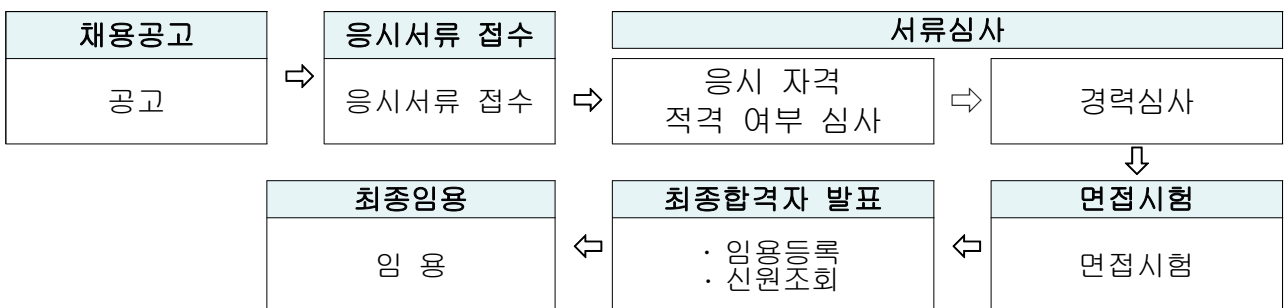 채용공고
응시서류 접수
서류심사
공고
응시서류 접수
응시 자격
적격 여부 심사
경력심사
최종임용
최종합격자 발표
면접시험
임 용
· 임용등록
· 신원조회
면접시험